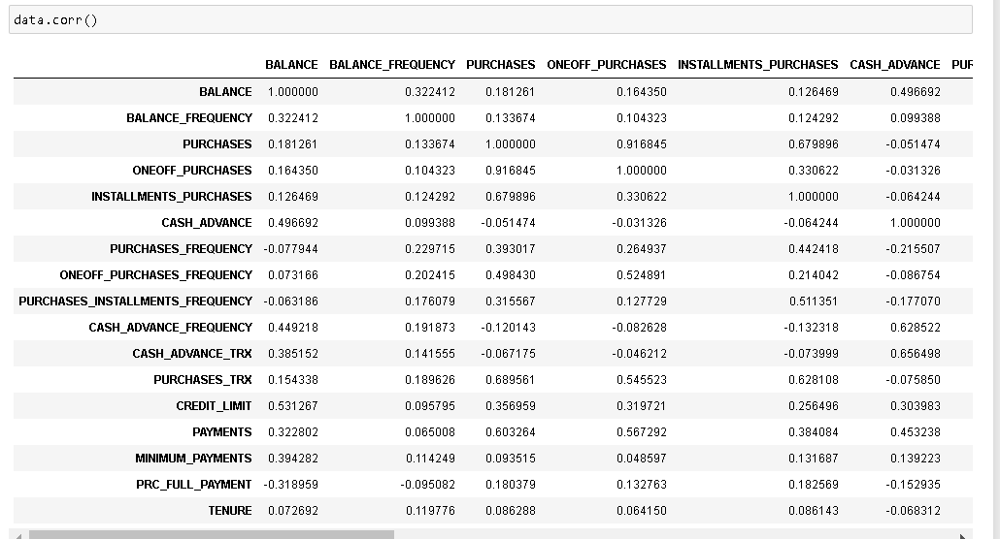 data.corr()
BALANCE BALANCE_FREQUENCY PURCHASES ONEOFF_PURCHASES INSTALLMENTS_PURCHASES CASH_ADVANCE PUR
BALANCE 1.000000 0.322412 0.181261 0.164350 0.126469 0.496692
BALANCE_FREQUENCY 0.322412 1.000000 0.133674 0.104323 0.124292 0.099388
PURCHASES 0.181261 0.133674 1.000000 0.916845 0.679896 -0.051474
ONEOFF_PURCHASES 0.164350 0.104323 0.916845 1.000000 0.330622 -0.031326
INSTALLMENTS_PURCHASES 0.126469 0.124292 0.679896 0.330622 1.000000 -0.064244
CASH_ADVANCE 0.496692 0.099388 -0.051474 -0.031326 -0.064244 1.000000
PURCHASES_FREQUENCY -0.077944 0.229715 0.393017 0.264937 0.442418 -0.215507
ONEOFF_PURCHASES_FREQUENCY 0.073166 0.202415 0.498430 0.524891 0.214042 -0.086754
PURCHASES_INSTALLMENTS_FREQUENCY -0.063186 0.176079 0.315567 0.127729 0.511351 -0.177070
CASH_ADVANCE_FREQUENCY 0.449218 0.191873 -0.120143 -0.082628 -0.132318 0.628522
CASH_ADVANCE_TRX 0.385152 0.141555 -0.067175 -0.046212 -0.073999 0.656498
PURCHASES_TRX 0.154338 0.189626 0.689561 0.545523 0.628108 -0.075850
CREDIT_LIMIT 0.531267 0.095795 0.356959 0.319721 0.256496 0.303983
PAYMENTS 0.322802 0.065008 0.603264 0.567292 0.384084 0.453238
MINIMUM_PAYMENTS 0.394282 0.114249 0.093515 0.048597 0.131687 0.139223
PRC_FULL_PAYMENT -0.318959 -0.095082 0.180379 0.132763 0.182569 -0.152935
TENURE 0.072692 0.119776 0.086288 0.064150 0.086143 -0.068312